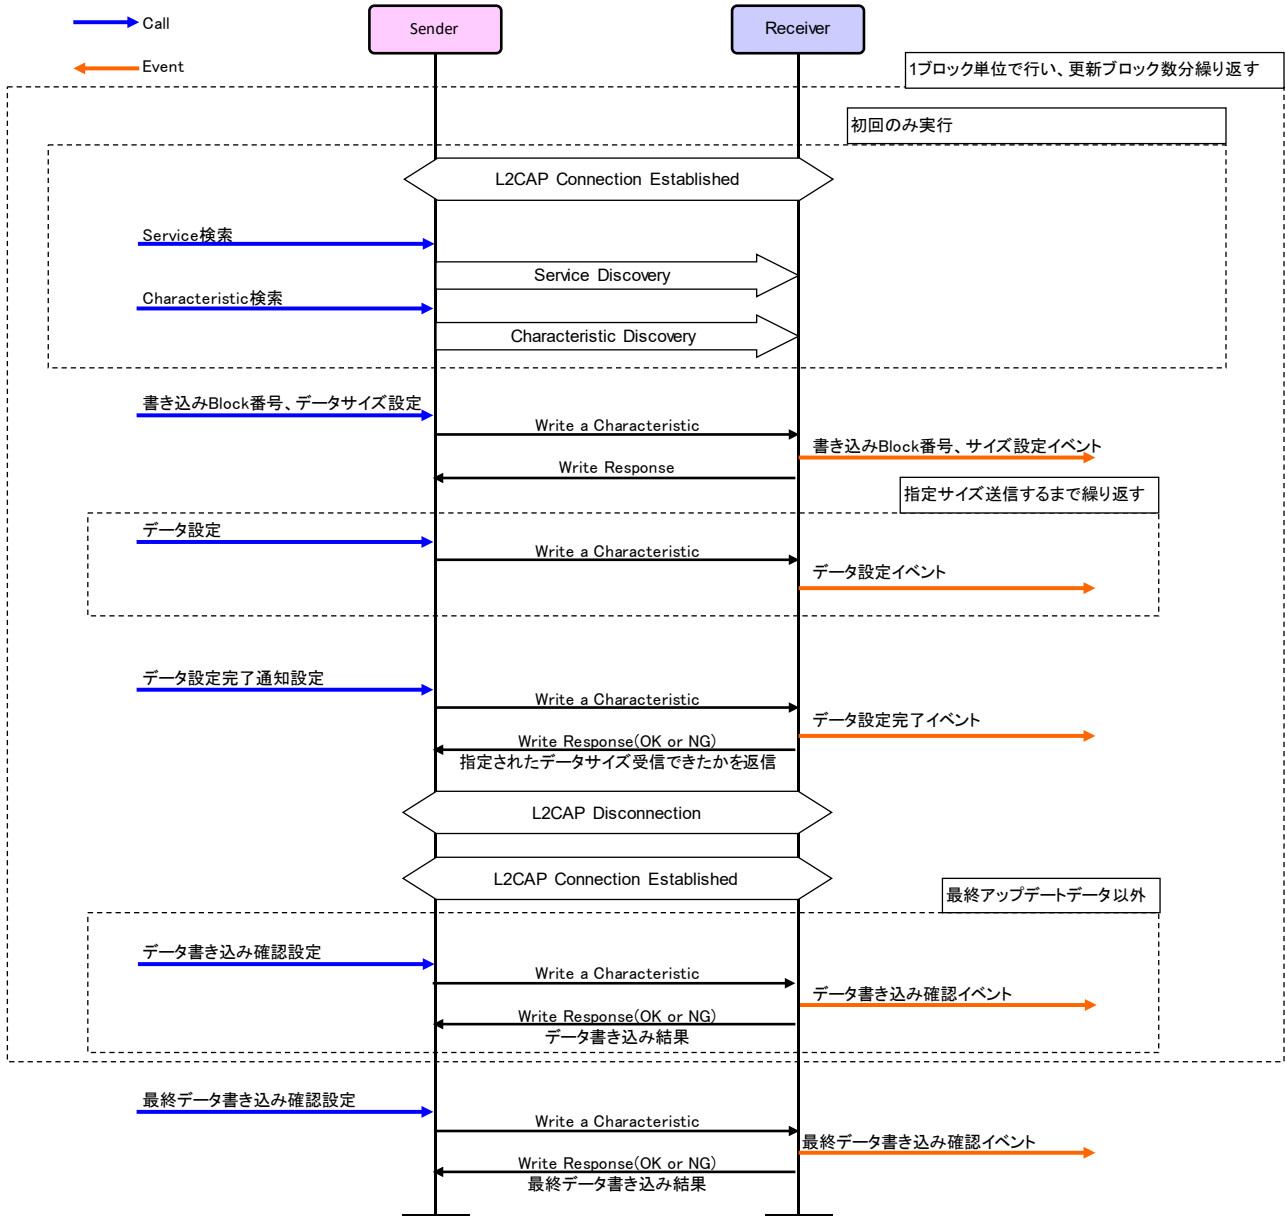 Call
Sender
Receiver
Event
1ブロック単位で行い、更新ブロック数分繰り返す
初回のみ実行
L2CAP Connection Established
Service検索
Service Discovery
Characteristic検索
Characteristic Discovery
書き込みBlock番号、データサイズ設定
Write a Characteristic
書き込みBlock番号、サイズ設定イベント
Write Response
指定サイズ送信するまで繰り返す
データ設定
Write a Characteristic
データ設定イベント
データ設定完了通知設定
Write a Characteristic
データ設定完了イベント
Write Response(OK or NG)
指定されたデータサイズ受信できたかを返信
L2CAP Disconnection
L2CAP Connection Established
最終アップデートデータ以外
データ書き込み確認設定
Write a Characteristic
データ書き込み確認イベント
Write Response(OK or NG)
データ書き込み結果
最終データ書き込み確認設定
Write a Characteristic
最終データ書き込み確認イベント
Write Response(OK or NG)
最終データ書き込み結果